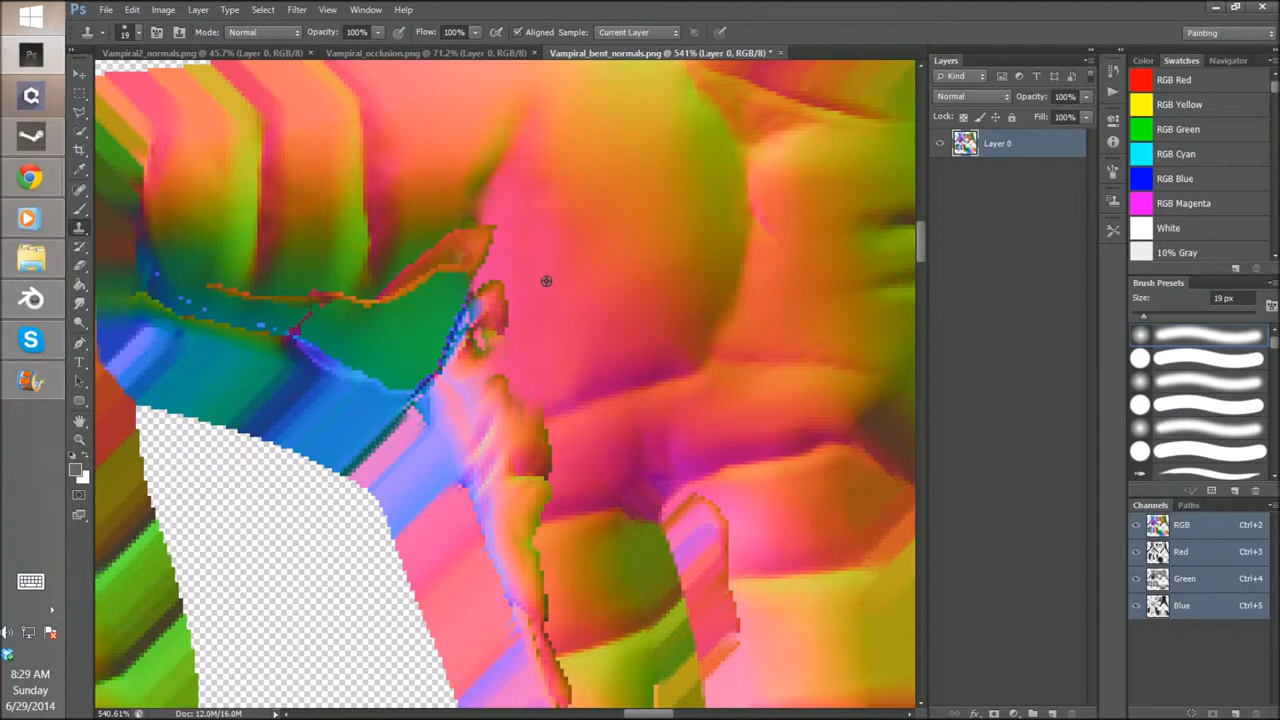 Ps File Edit Image Layer Type Select Filter View Window Help
19 Mode: Normal Opacity: 100% Flow: 100% Aligned Sample: Current Layer Painting
Vampiral2_normals.png @ 45.7% (Layer 0, RGB/8) × Vampiral_occlusion.png @ 71.2% (Layer 0, RGB/8) × Vampiral_bent_normals.png @ 541% (Layer 0, RGB/8) * ×
Layers
Kind
Normal Opacity: 100%
Lock: Fill: 100%
Layer 0
Color Swatches Navigator
RGB Red
RGB Yellow
RGB Green
RGB Cyan
RGB Blue
RGB Magenta
White
10% Gray
Brush Presets
Size: 19 px
Channels Paths
RGB Ctrl+2
Red Ctrl+3
Green Ctrl+4
Blue Ctrl+5
8:29 AM
Sunday
6/29/2014
540.61% Doc: 12.0M/16.0M